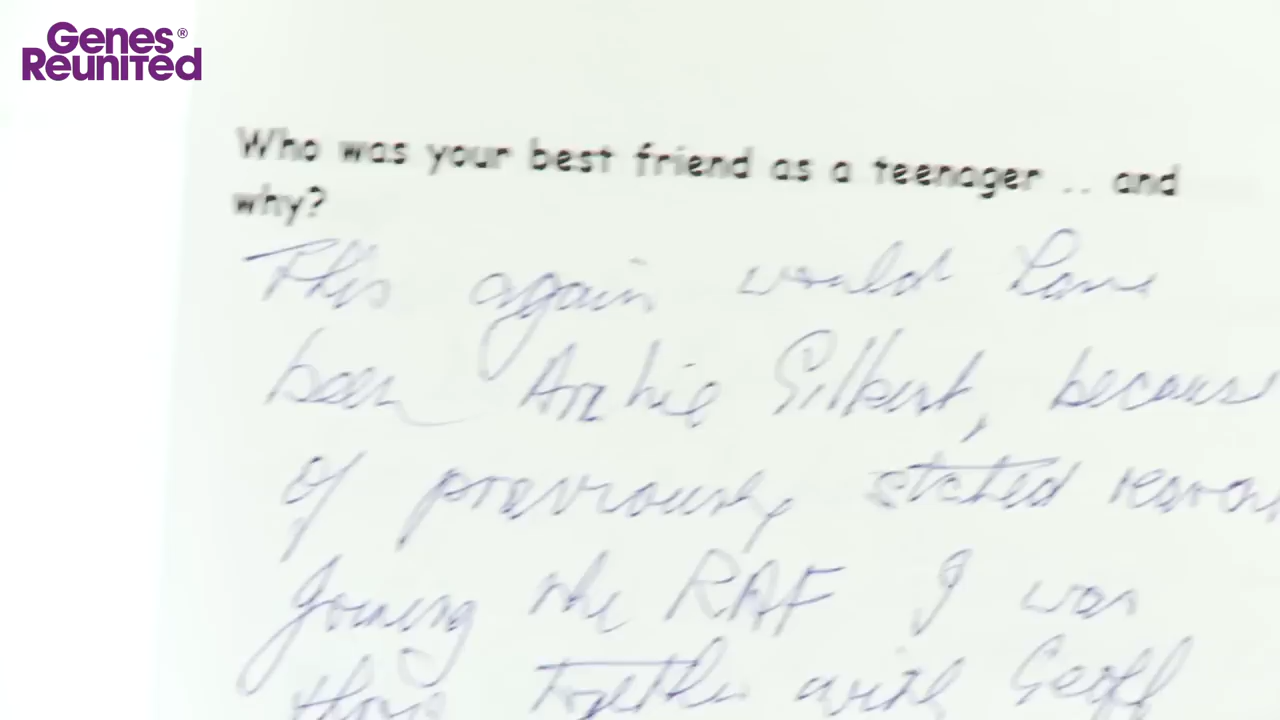 Genes®
Reunited
Who was your best friend as a teenager .. and
why?
This again would have
been Archie Gilbert, because
of previously stated reason
Joining the RAF I was
together with Geoff